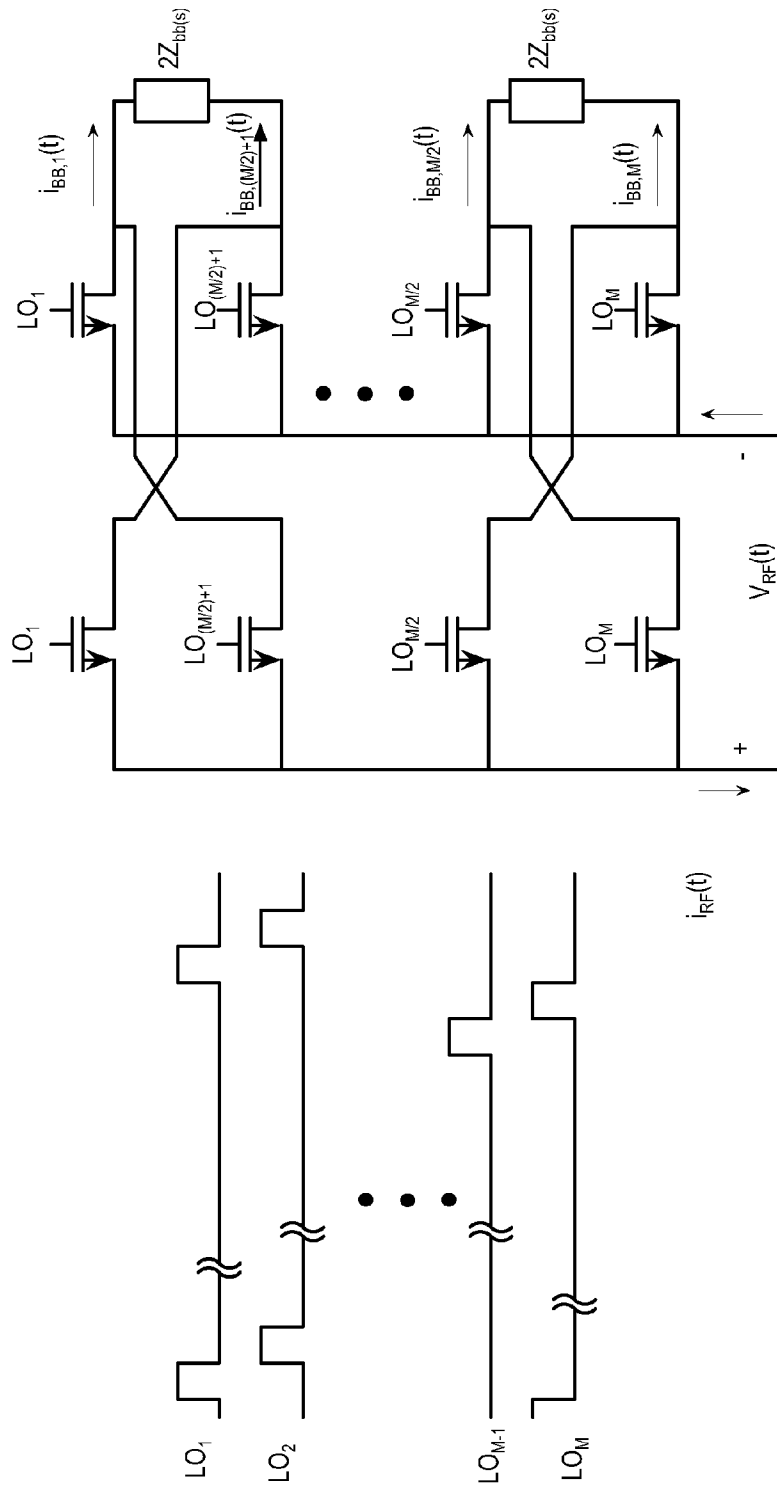 LO1
LO2
LOM-1
LOM
iRF(t)
LO1
LO(M/2)+1
LOM/2
LOM
+
VRF(t)
-
LO1
LO(M/2)+1
LOM/2
LOM
iBB,1(t)
iBB,(M/2)+1(t)
iBB,M/2(t)
iBB,M(t)
2Zbb(s)
2Zbb(s)